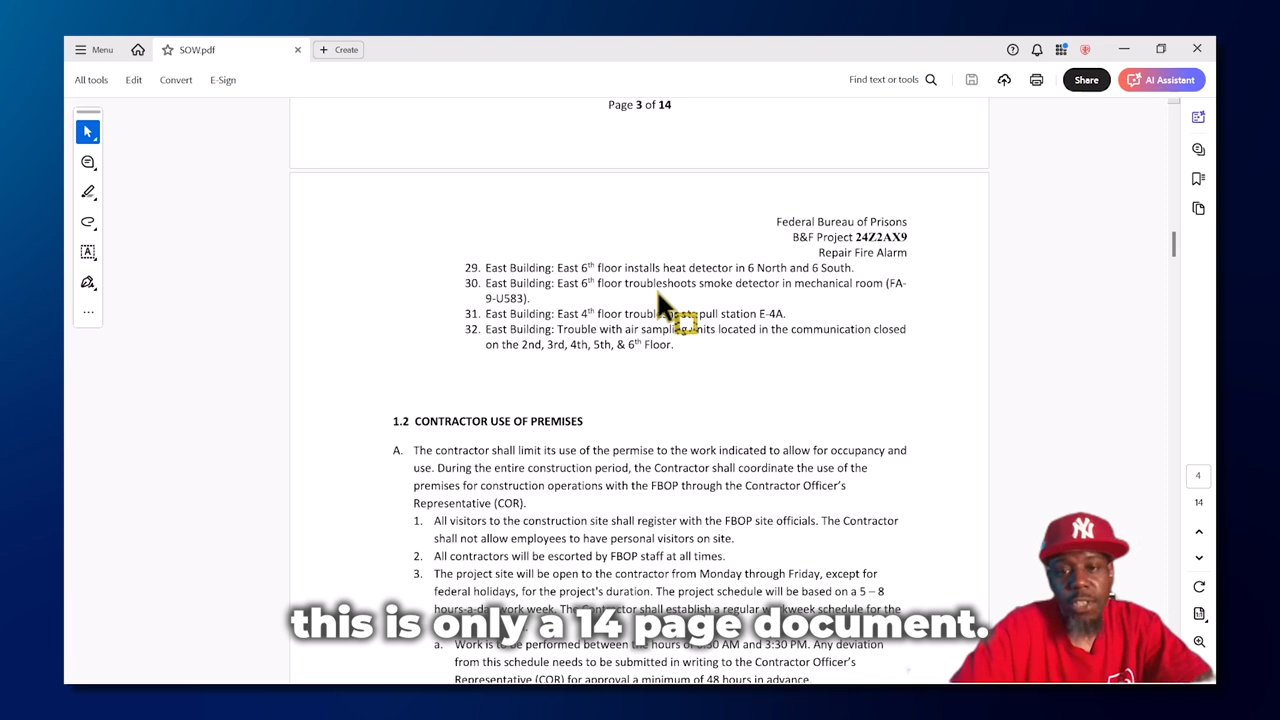 Menu
SOW.pdf
Create
All tools
Edit
Convert
E-Sign
Find text or tools
Share
AI Assistant
Page 3 of 14
Federal Bureau of Prisons
B&F Project 24Z2AX9
Repair Fire Alarm
29. East Building: East 6th floor installs heat detector in 6 North and 6 South.
30. East Building: East 6th floor troubleshoots smoke detector in mechanical room (FA-
9-U583).
31. East Building: East 4th floor pull station E-4A.
32. East Building: Trouble with air located in the communication closed
on the 2nd, 3rd, 4th, 5th, & 6th Floor.
1.2 CONTRACTOR USE OF PREMISES
A. The contractor shall limit its use of the permise to the work indicated to allow for occupancy and
use. During the entire construction period, the Contractor shall coordinate the use of the
premises for construction operations with the FBOP through the Contractor Officer's
Representative (COR).
1. All visitors to the construction site shall register with the FBOP site officials. The Contractor
shall not allow employees to have personal visitors on site.
2. All contractors will be escorted by FBOP staff at all times.
3. The project site will be open to the contractor from Monday through Friday, except for
federal holidays, for the project's duration. The project schedule will be based on a 5 – 8
hours-a-day work week. The Contractor shall establish a regular workweek schedule for the
this is only a 14 page document.
a. Work is to be performed between the hours of AM and 3:30 PM. Any deviation
from this schedule needs to be submitted in writing to the Contractor Officer's
Representative (COR) for approval a minimum of 48 hours in advance.
4
14
NY